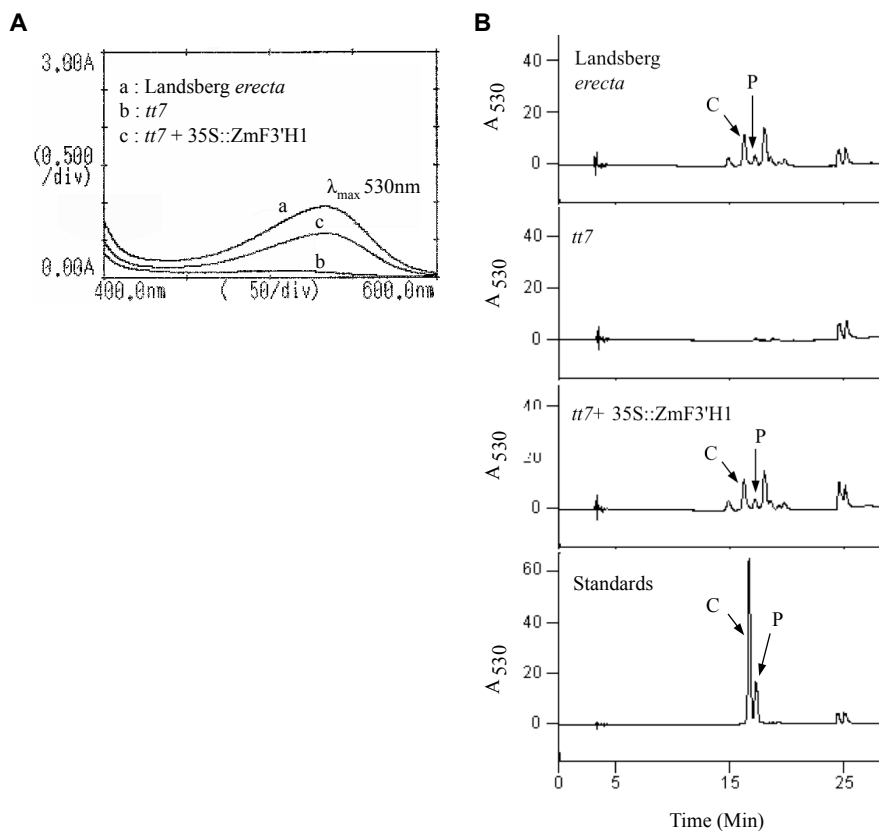 A
3.00A
(0.500
/div)
0.00A
400.0nm
( 50/div)
600.0nm
a : Landsberg erecta
b : tt7
c : tt7 + 35S::ZmF3'H1
λmax 530nm
a
c
b
B
A 530
40
20
0
Landsberg
erecta
C
P
A 530
40
20
0
tt7
A 530
40
20
0
tt7+ 35S::ZmF3'H1
C
P
A 530
60
40
20
0
Standards
C
P
0
5
15
25
Time (Min)